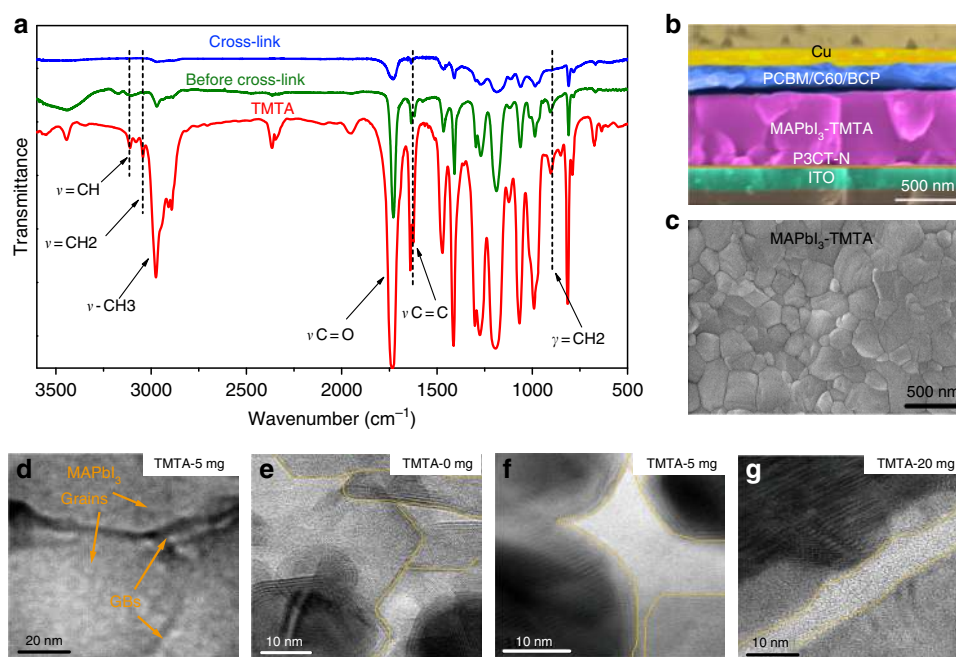 a
Cross-link
Before cross-link
TMTA
ν=CH
ν=CH2
ν-CH3
ν C=O
ν C=C
γ=CH2
Transmittance
3500 3000 2500 2000 1500 1000 500
Wavenumber (cm⁻¹)
b
Cu
PCBM/C60/BCP
MAPbI₃-TMTA
P3CT-N
ITO
500 nm
c
MAPbI₃-TMTA
500 nm
d
TMTA-5 mg
MAPbI₃
Grains
GBs
20 nm
e
TMTA-0 mg
10 nm
f
TMTA-5 mg
10 nm
g
TMTA-20 mg
10 nm